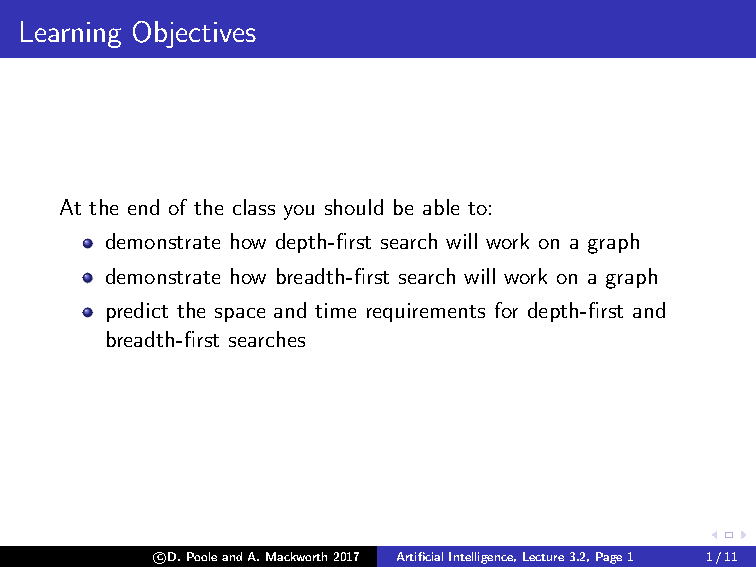 Learning Objectives
At the end of the class you should be able to:
demonstrate how depth-first search will work on a graph
demonstrate how breadth-first search will work on a graph
predict the space and time requirements for depth-first and
breadth-first searches
©D. Poole and A. Mackworth 2017
Artificial Intelligence, Lecture 3.2, Page 1
1 / 11